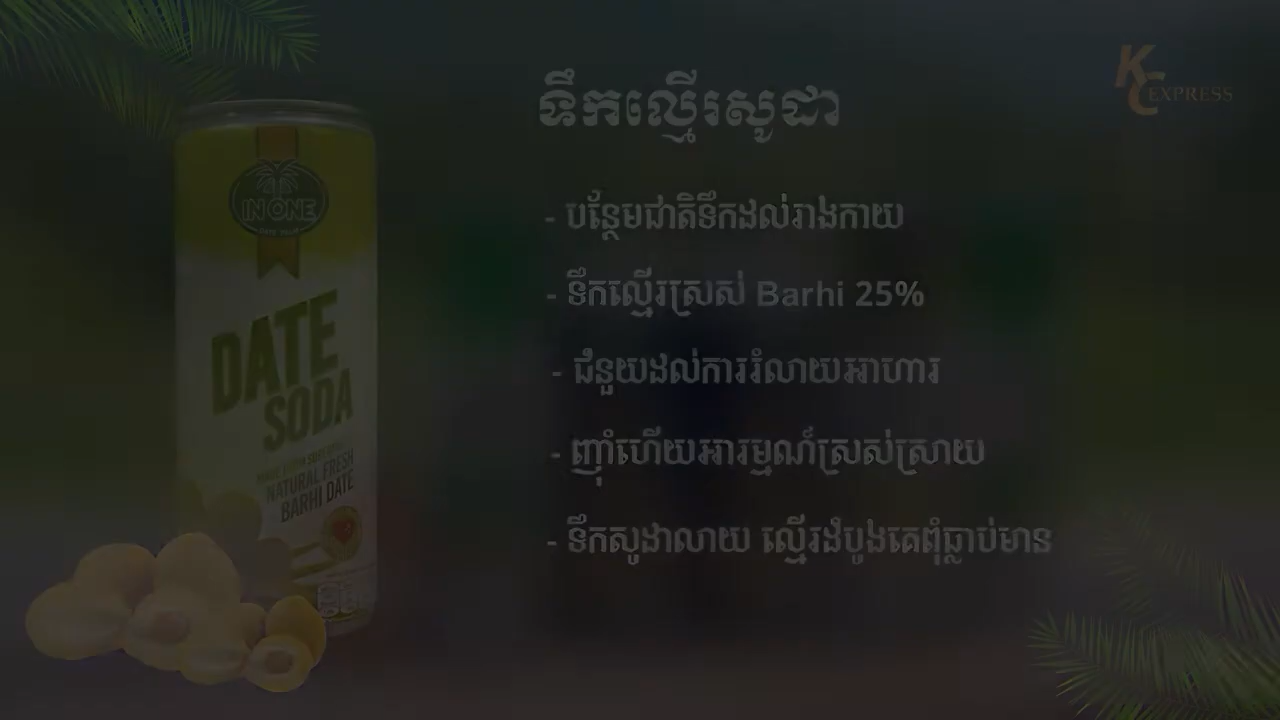 ទឹកល្មើរសូដា
KC EXPRESS
IN ONE
DATE PALM
- បន្ថែមជាតិទឹកដល់រាងកាយ
- ទឹកល្មើរស្រស់ Barhi 25%
DATE
SODA
- ជំនួយដល់ការរំលាយអាហារ
- ញ៉ាំហើយអារម្មណ៍ស្រស់ស្រាយ
NATURAL FRESH
BARHI DATE
- ទឹកសូដាលាយ ល្មើរដំបូងគេពុំធ្លាប់មាន